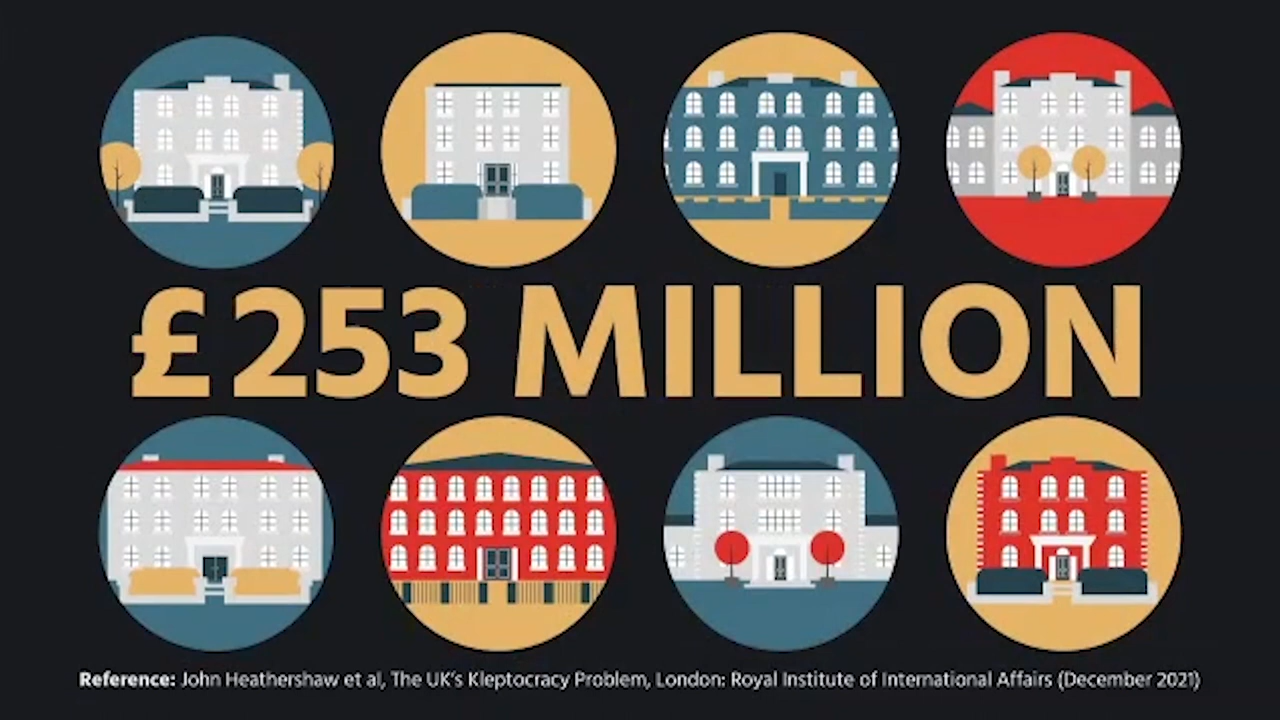 £253 MILLION
Reference: John Heathershaw et al, The UK's Kleptocracy Problem, London: Royal Institute of International Affairs (December 2021)